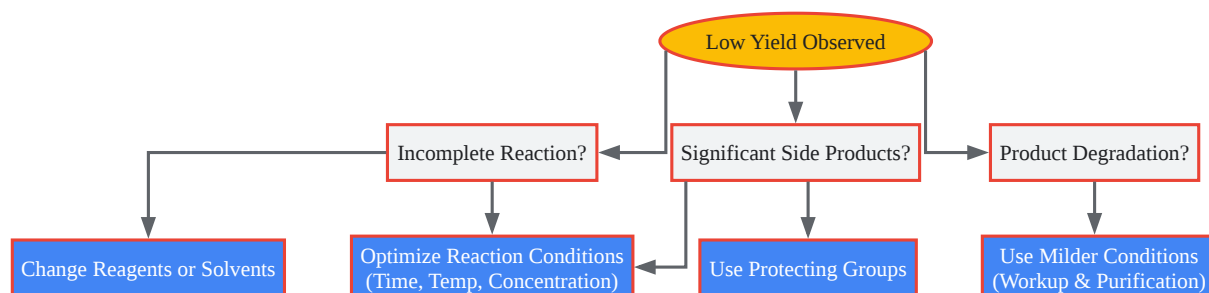 Low Yield Observed
Incomplete Reaction?
Significant Side Products?
Product Degradation?
Change Reagents or Solvents
Optimize Reaction Conditions
(Time, Temp, Concentration)
Use Protecting Groups
Use Milder Conditions
(Workup & Purification)